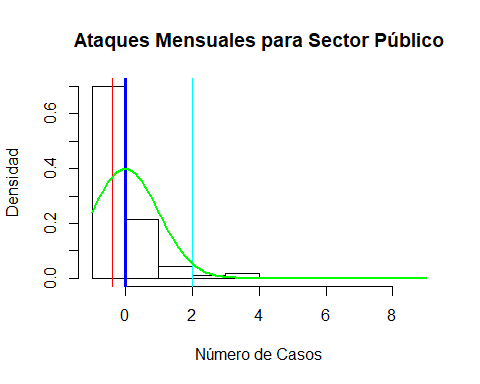 Ataques Mensuales para Sector Público
Densidad
0.0 0.2 0.4 0.6
0 2 4 6 8
Número de Casos